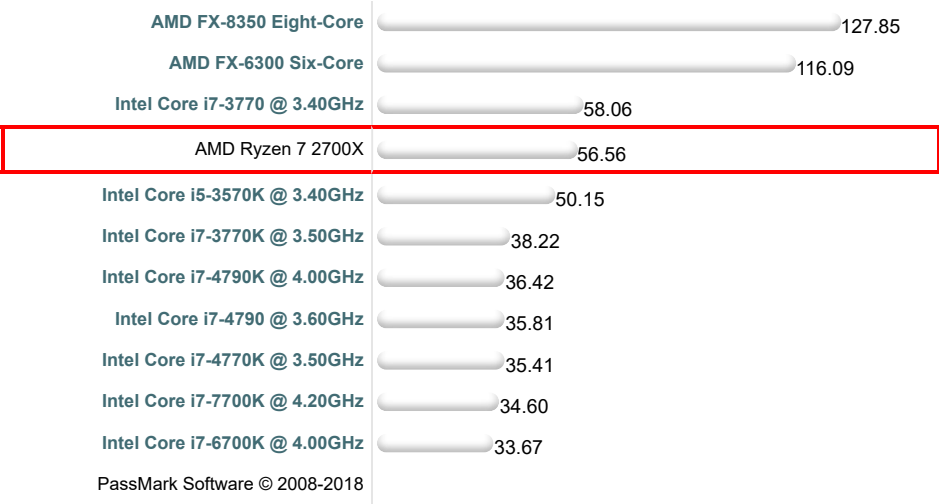 AMD FX-8350 Eight-Core 127.85
AMD FX-6300 Six-Core 116.09
Intel Core i7-3770 @ 3.40GHz 58.06
AMD Ryzen 7 2700X 56.56
Intel Core i5-3570K @ 3.40GHz 50.15
Intel Core i7-3770K @ 3.50GHz 38.22
Intel Core i7-4790K @ 4.00GHz 36.42
Intel Core i7-4790 @ 3.60GHz 35.81
Intel Core i7-4770K @ 3.50GHz 35.41
Intel Core i7-7700K @ 4.20GHz 34.60
Intel Core i7-6700K @ 4.00GHz 33.67
PassMark Software © 2008-2018